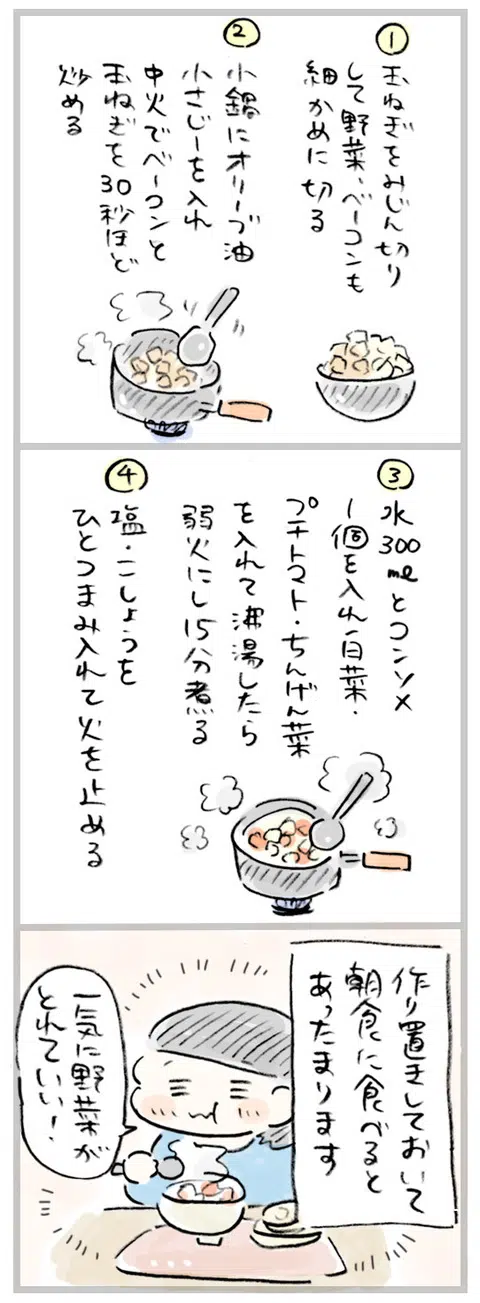 ①
玉ねぎをみじん切り
して野菜、ベーコンも
細かめに切る
②
小鍋にオリーブ油
小さじ1を入れ
中火でベーコンと
玉ねぎを30秒ほど
炒める
③
水300mlとコンソメ
1個を入れ白菜・
プチトマト・ちんげん菜
を入れて沸湯したら
弱火にし15分煮る
④
塩・こしょうを
ひとつまみ入れて火を止める
作り置きしておいて
朝食に食べると
あったまります
一気に野菜が
とれていい!